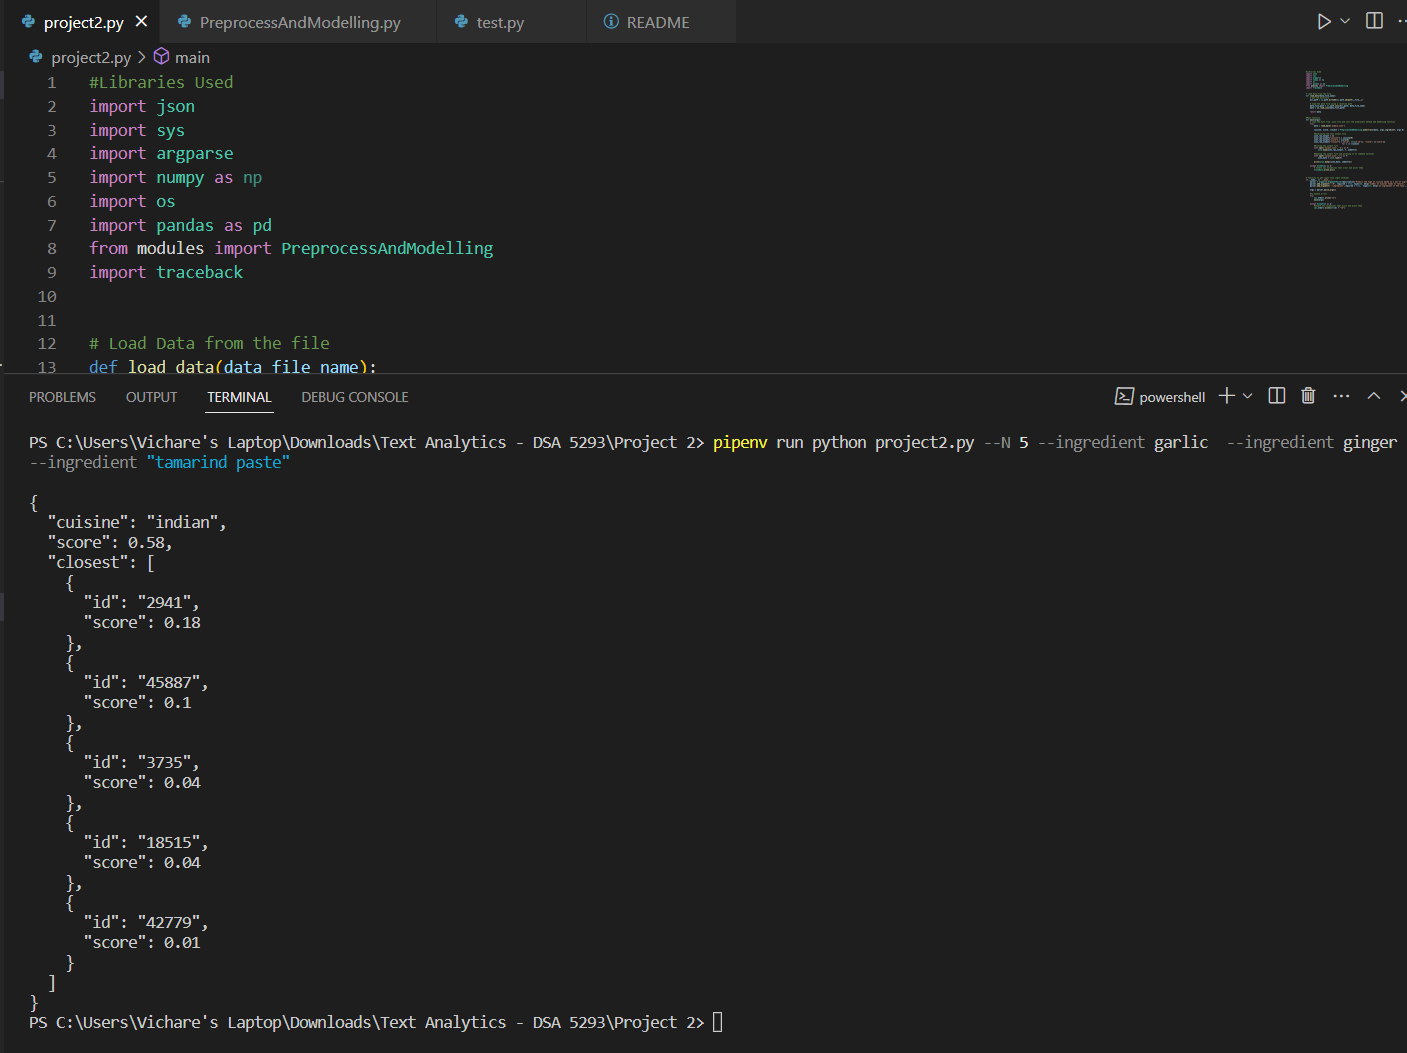 project2.py
PreprocessAndModelling.py
test.py
README
project2.py > main
1 #Libraries Used
2 import json
3 import sys
4 import argparse
5 import numpy as np
6 import os
7 import pandas as pd
8 from modules import PreprocessAndModelling
9 import traceback
10
11
12 # Load Data from the file
13 def load_data(data_file_name):
PROBLEMS OUTPUT TERMINAL DEBUG CONSOLE
powershell
PS C:\Users\Vichare's Laptop\Downloads\Text Analytics - DSA 5293\Project 2> pipenv run python project2.py --N 5 --ingredient garlic  --ingredient ginger
--ingredient "tamarind paste"
{
  "cuisine": "indian",
  "score": 0.58,
  "closest": [
    {
      "id": "2941",
      "score": 0.18
    },
    {
      "id": "45887",
      "score": 0.1
    },
    {
      "id": "3735",
      "score": 0.04
    },
    {
      "id": "18515",
      "score": 0.04
    },
    {
      "id": "42779",
      "score": 0.01
    }
  ]
}
PS C:\Users\Vichare's Laptop\Downloads\Text Analytics - DSA 5293\Project 2>